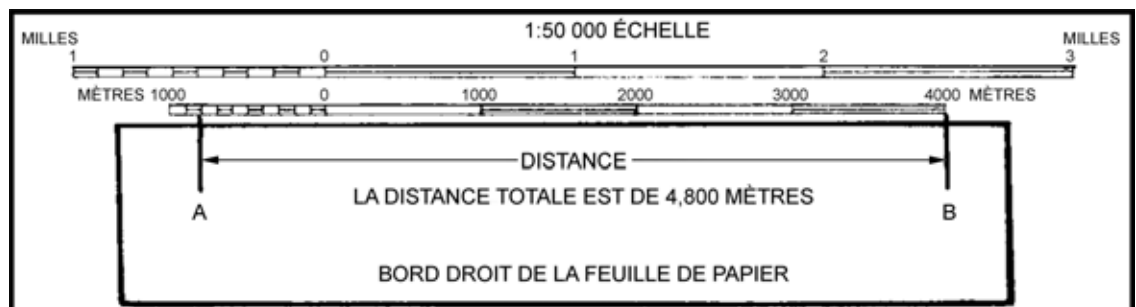 1:50 000 ÉCHELLE
MILLES MILLES
1 0 1 2 3
MÈTRES 1000 0 1000 2000 3000 4000 MÈTRES
DISTANCE
LA DISTANCE TOTALE EST DE 4,800 MÈTRES
A B
BORD DROIT DE LA FEUILLE DE PAPIER